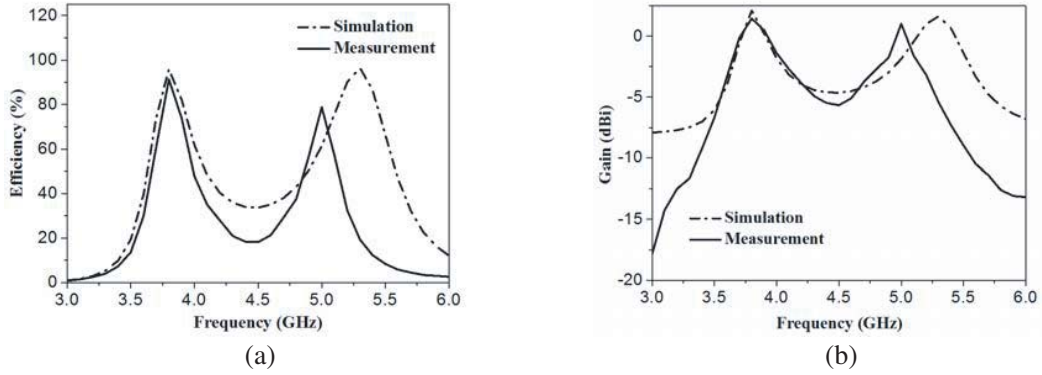 120
100
80
60
40
20
0
Efficiency (%)
Simulation
Measurement
3.0 3.5 4.0 4.5 5.0 5.5 6.0
Frequency (GHz)
(a)
0
-5
-10
-15
-20
Gain (dBi)
Simulation
Measurement
3.0 3.5 4.0 4.5 5.0 5.5 6.0
Frequency (GHz)
(b)